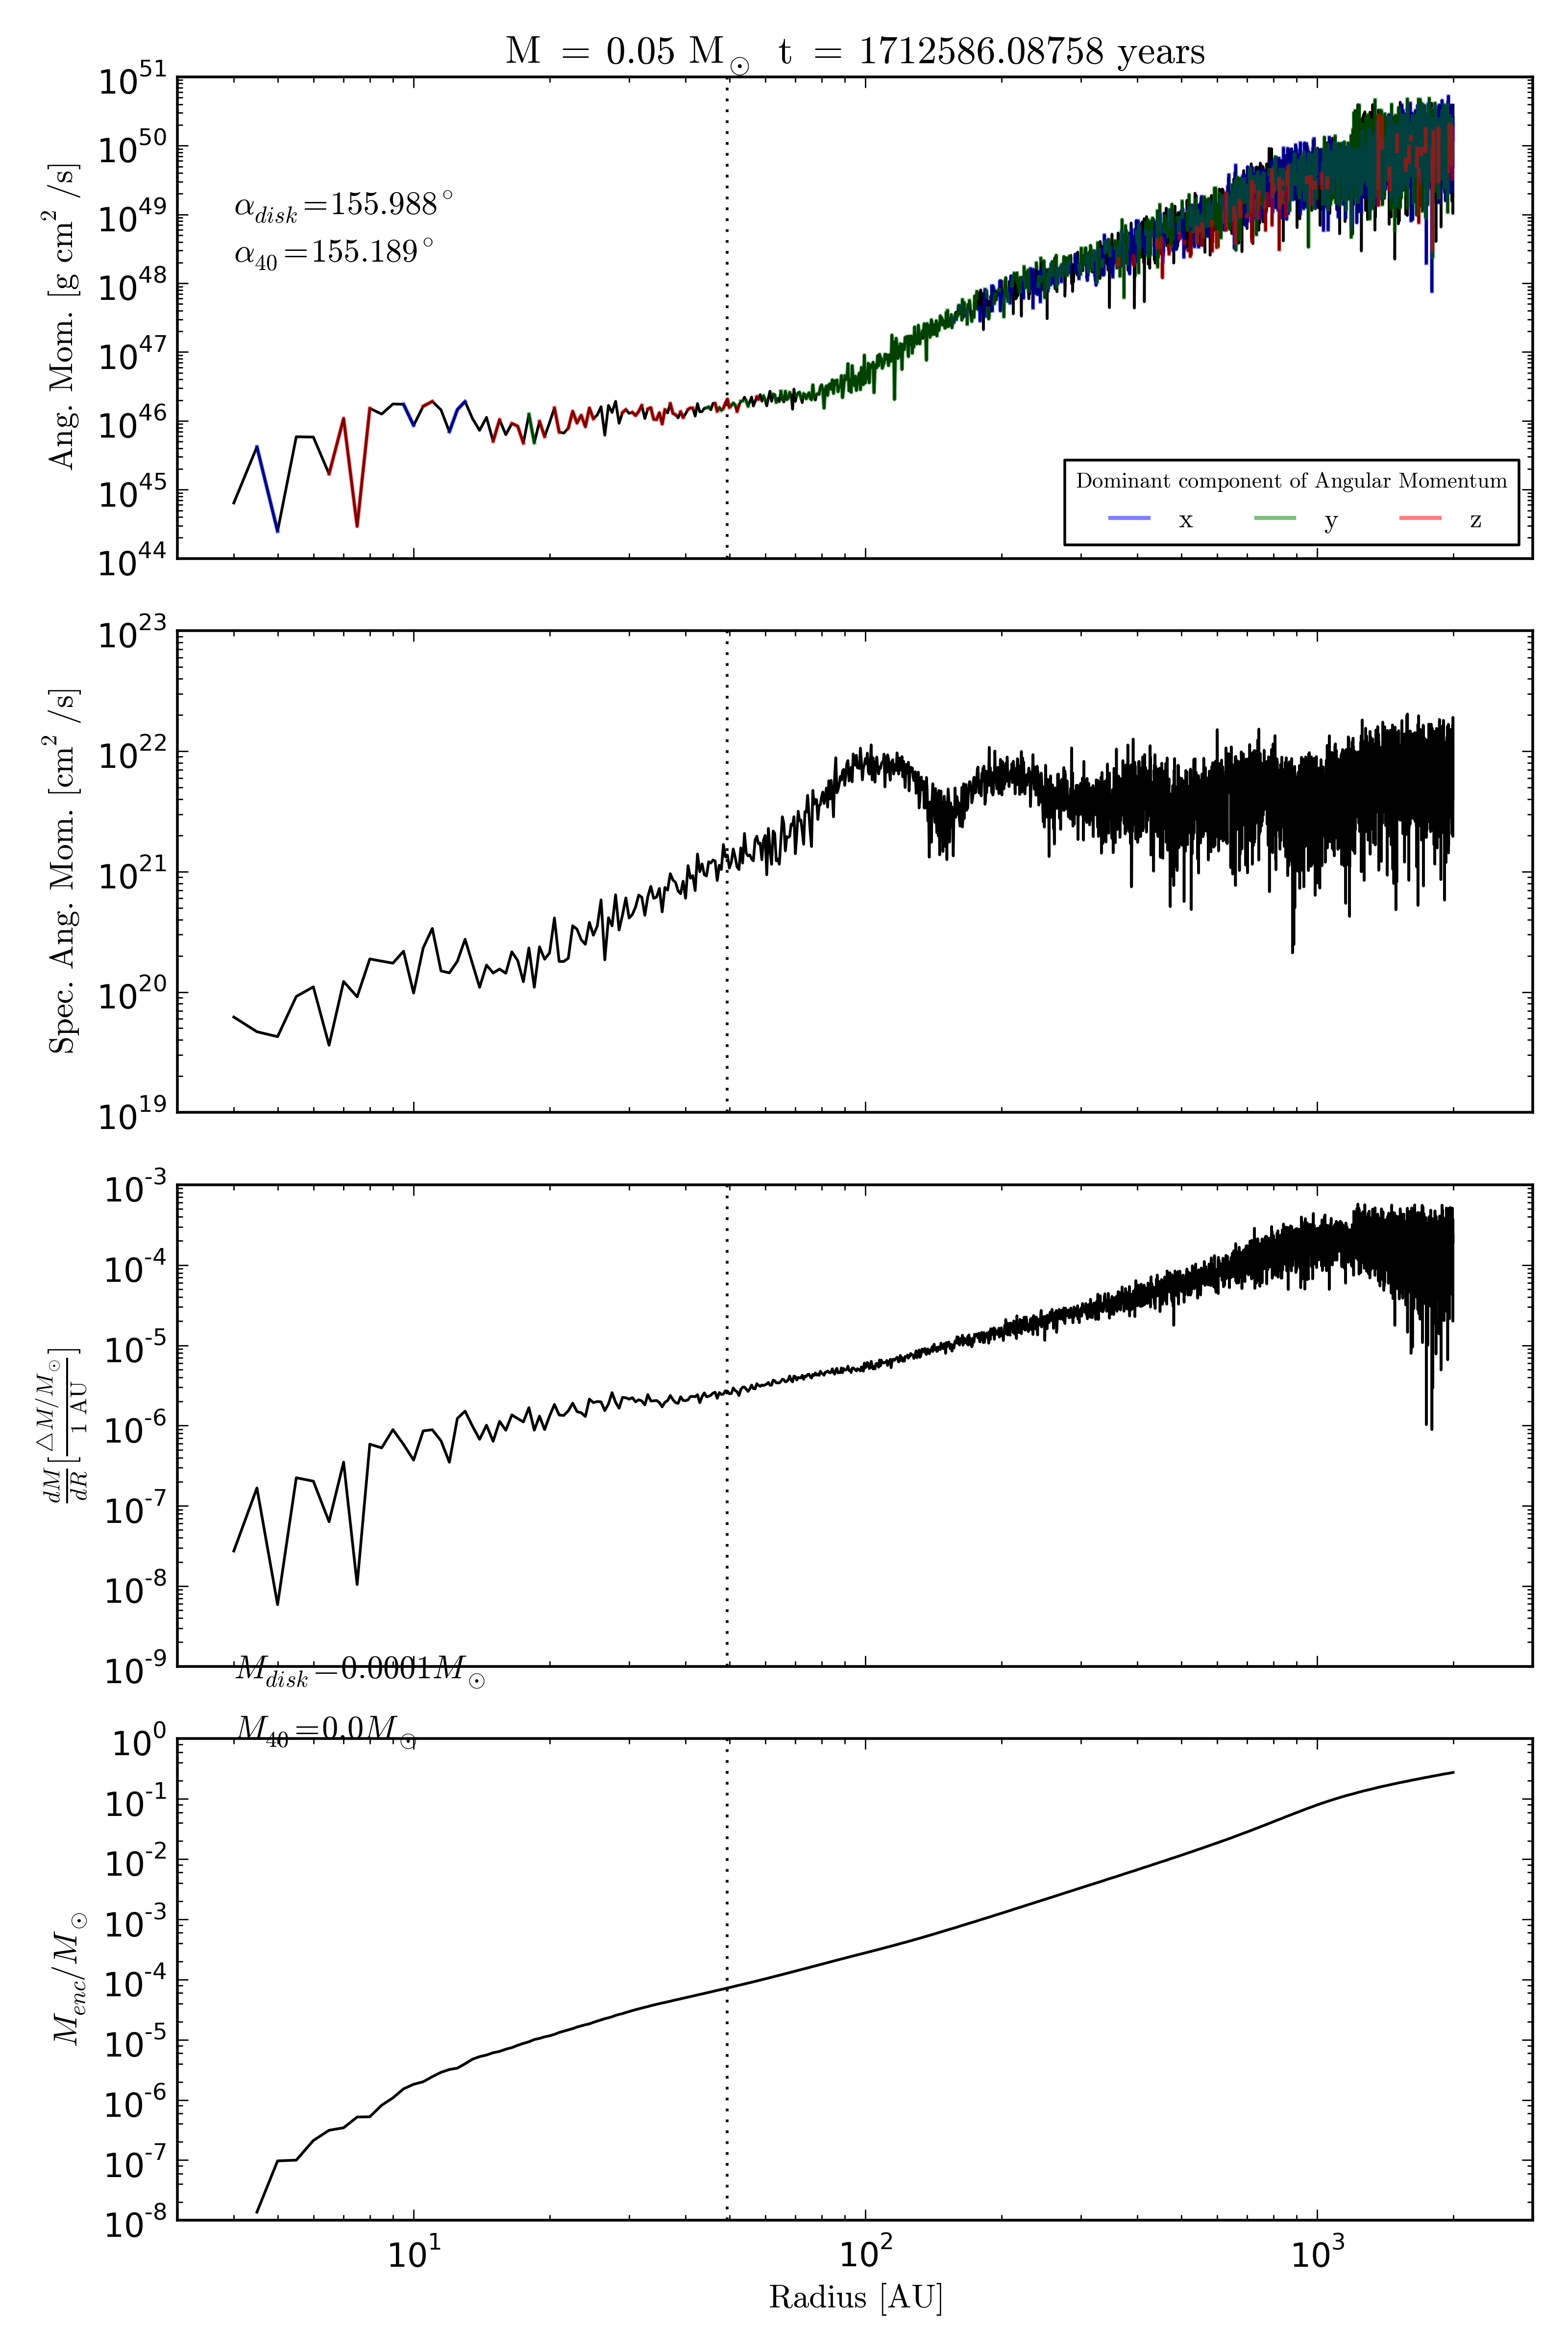 M = 0.05 M⊙ t = 1712586.08758 years
10^51
10^50
10^49
10^48
10^47
10^46
10^45
10^44
Ang. Mom. [g cm^2 /s]
α_disk=155.988°
α_40=155.189°
Dominant component of Angular Momentum
x y z
10^23
10^22
10^21
10^20
10^19
Spec. Ang. Mom. [cm^2 /s]
10^-3
10^-4
10^-5
10^-6
10^-7
10^-8
10^-9
dM/dR [△M/M⊙ / 1 AU]
M_disk=0.0001M⊙
M_40=0.0M⊙
10^0
10^-1
10^-2
10^-3
10^-4
10^-5
10^-6
10^-7
10^-8
M_enc/M⊙
10^1 10^2 10^3
Radius [AU]